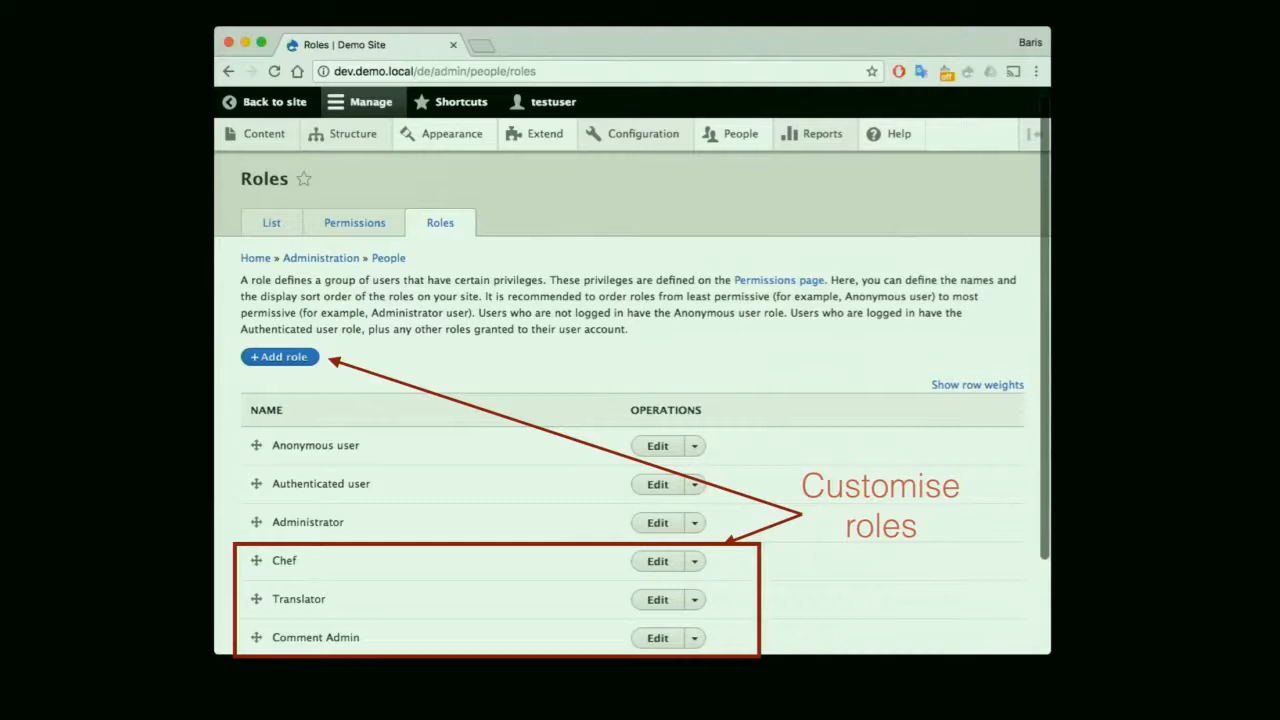 Roles | Demo Site
Baris
dev.demo.local/de/admin/people/roles
off
Back to site Manage Shortcuts testuser
Content Structure Appearance Extend Configuration People Reports Help
Roles
List Permissions Roles
Home » Administration » People
A role defines a group of users that have certain privileges. These privileges are defined on the Permissions page. Here, you can define the names and
the display sort order of the roles on your site. It is recommended to order roles from least permissive (for example, Anonymous user) to most
permissive (for example, Administrator user). Users who are not logged in have the Anonymous user role. Users who are logged in have the
Authenticated user role, plus any other roles granted to their user account.
+ Add role
Show row weights
NAME OPERATIONS
Anonymous user Edit
Authenticated user Edit
Administrator Edit
Chef Edit
Translator Edit
Comment Admin Edit
Customise
roles